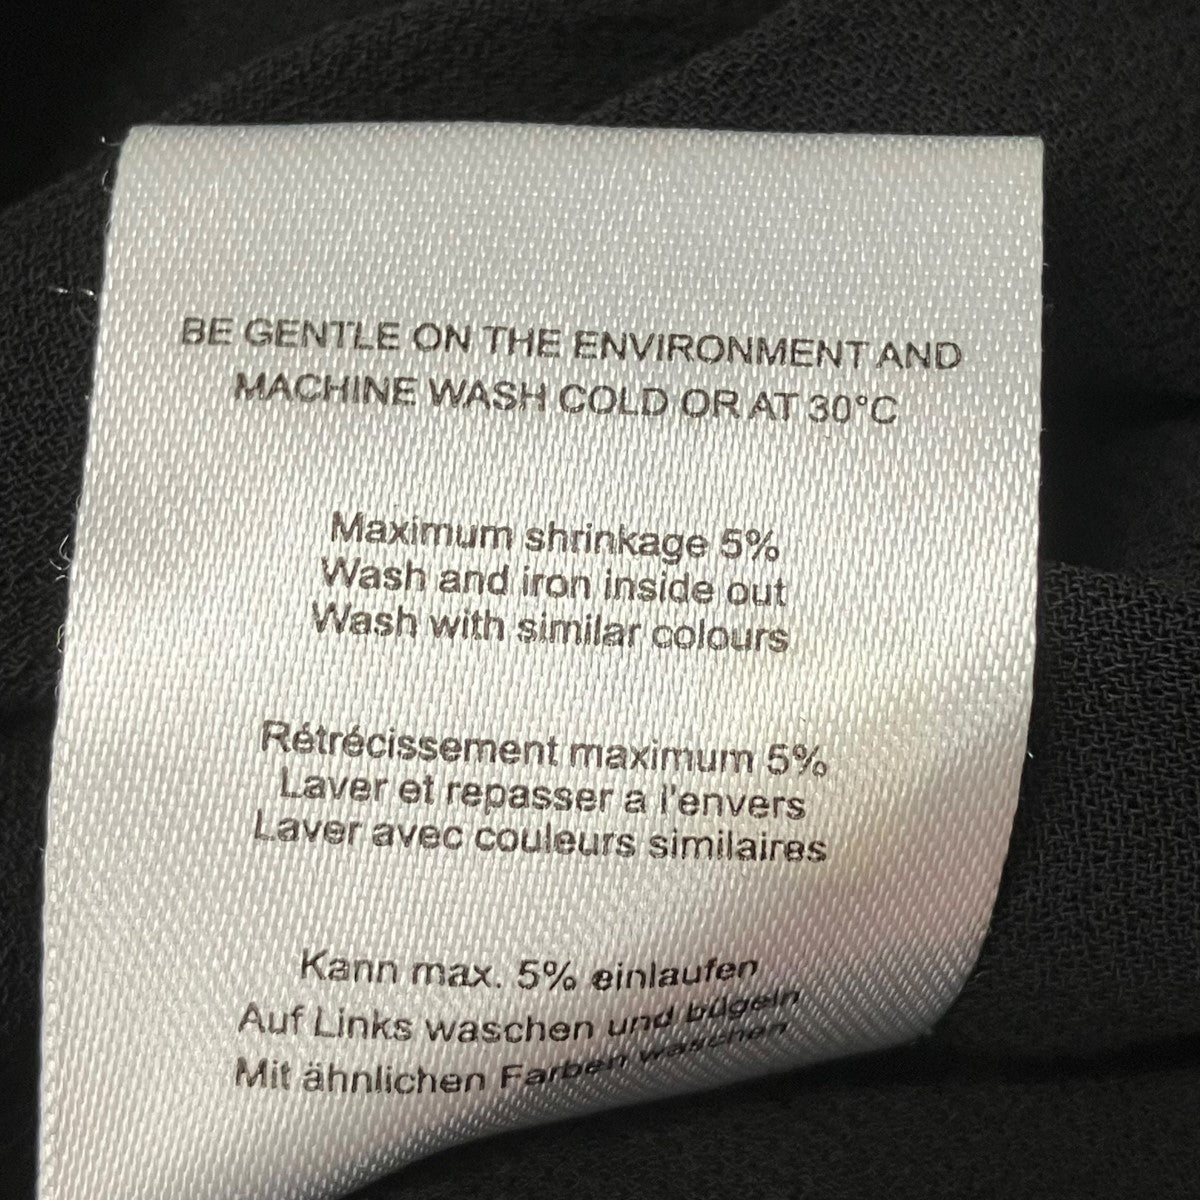 BE GENTLE ON THE ENVIRONMENT AND
MACHINE WASH COLD OR AT 30°C
Maximum shrinkage 5%
Wash and iron inside out
Wash with similar colours
Rétrécissement maximum 5%
Laver et repasser a l'envers
Laver avec couleurs similaires
Kann max. 5% einlaufen
Auf Links waschen und bügeln
Mit ähnlichen Farben waschen